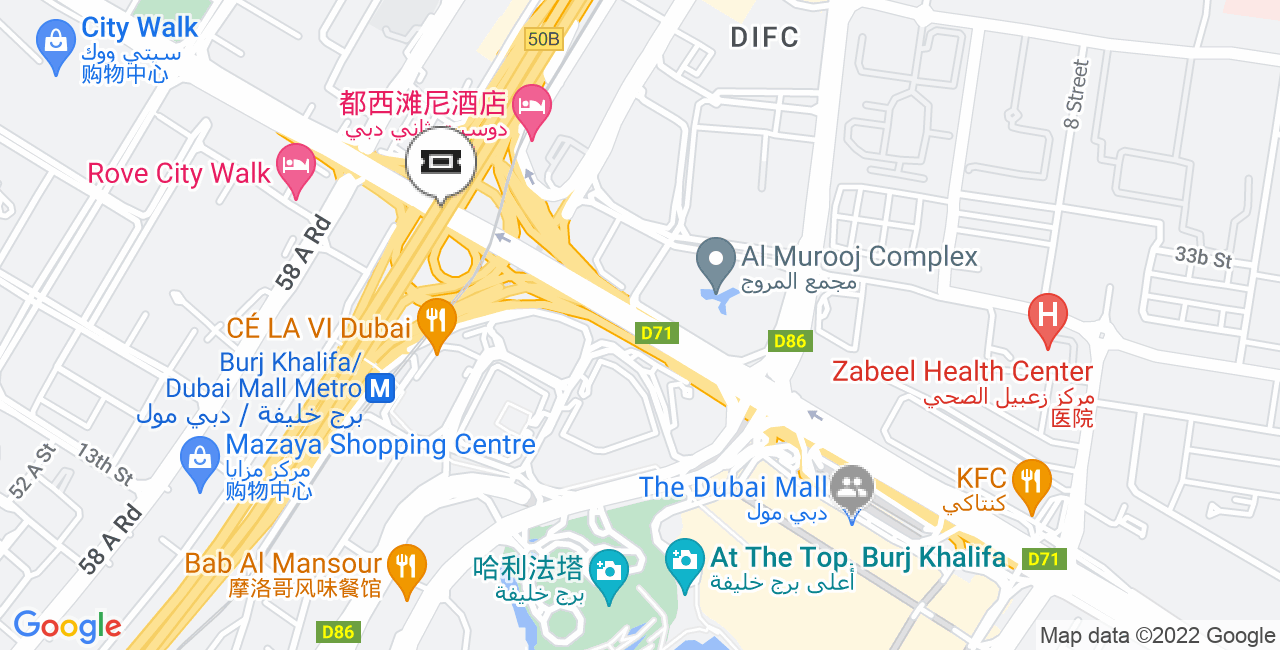 City Walk
سيتي ووك
购物中心
50B
DIFC
8 Street
都西滩尼酒店
ثاني دبي
Rove City Walk
58 A Rd
Al Murooj Complex
مجمع المروج
33b St
CÉ LA VI Dubai
D71
D86
Burj Khalifa/
Dubai Mall Metro
برج خليفة / دبي مول
Zabeel Health Center
مركز زعبيل الصحي
医院
Mazaya Shopping Centre
مركز مزايا
购物中心
13th St
52 A St
58 A Rd
The Dubai Mall
دبي مول
KFC
كنتاكي
Bab Al Mansour
摩洛哥风味餐馆
哈利法塔
برج خليفة
At The Top, Burj Khalifa
أعلى برج خليفة
D71
D86
Google
Map data ©2022 Google